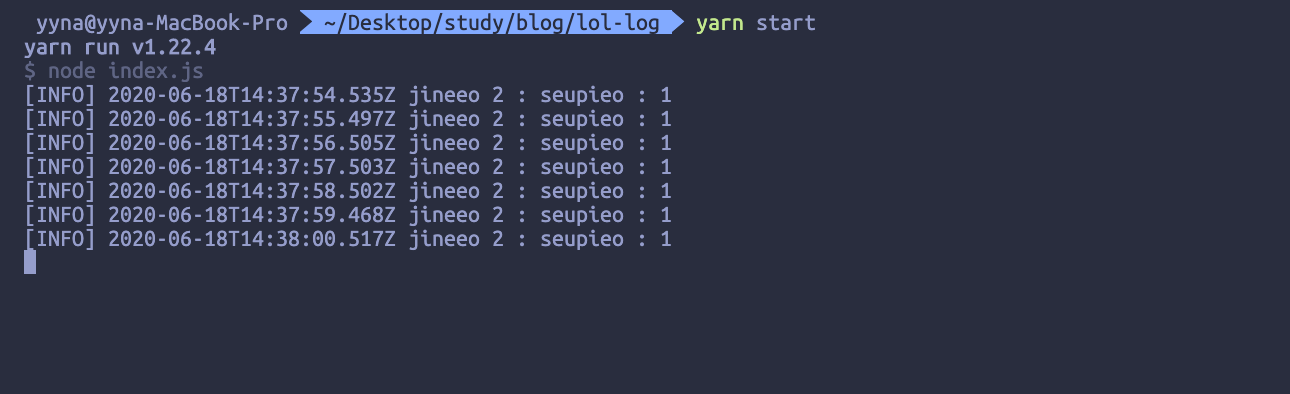 yyna@yyna-MacBook-Pro ~/Desktop/study/blog/lol-log yarn start
yarn run v1.22.4
$ node index.js
[INFO] 2020-06-18T14:37:54.535Z jineeo 2 : seupieo : 1
[INFO] 2020-06-18T14:37:55.497Z jineeo 2 : seupieo : 1
[INFO] 2020-06-18T14:37:56.505Z jineeo 2 : seupieo : 1
[INFO] 2020-06-18T14:37:57.503Z jineeo 2 : seupieo : 1
[INFO] 2020-06-18T14:37:58.502Z jineeo 2 : seupieo : 1
[INFO] 2020-06-18T14:37:59.468Z jineeo 2 : seupieo : 1
[INFO] 2020-06-18T14:38:00.517Z jineeo 2 : seupieo : 1